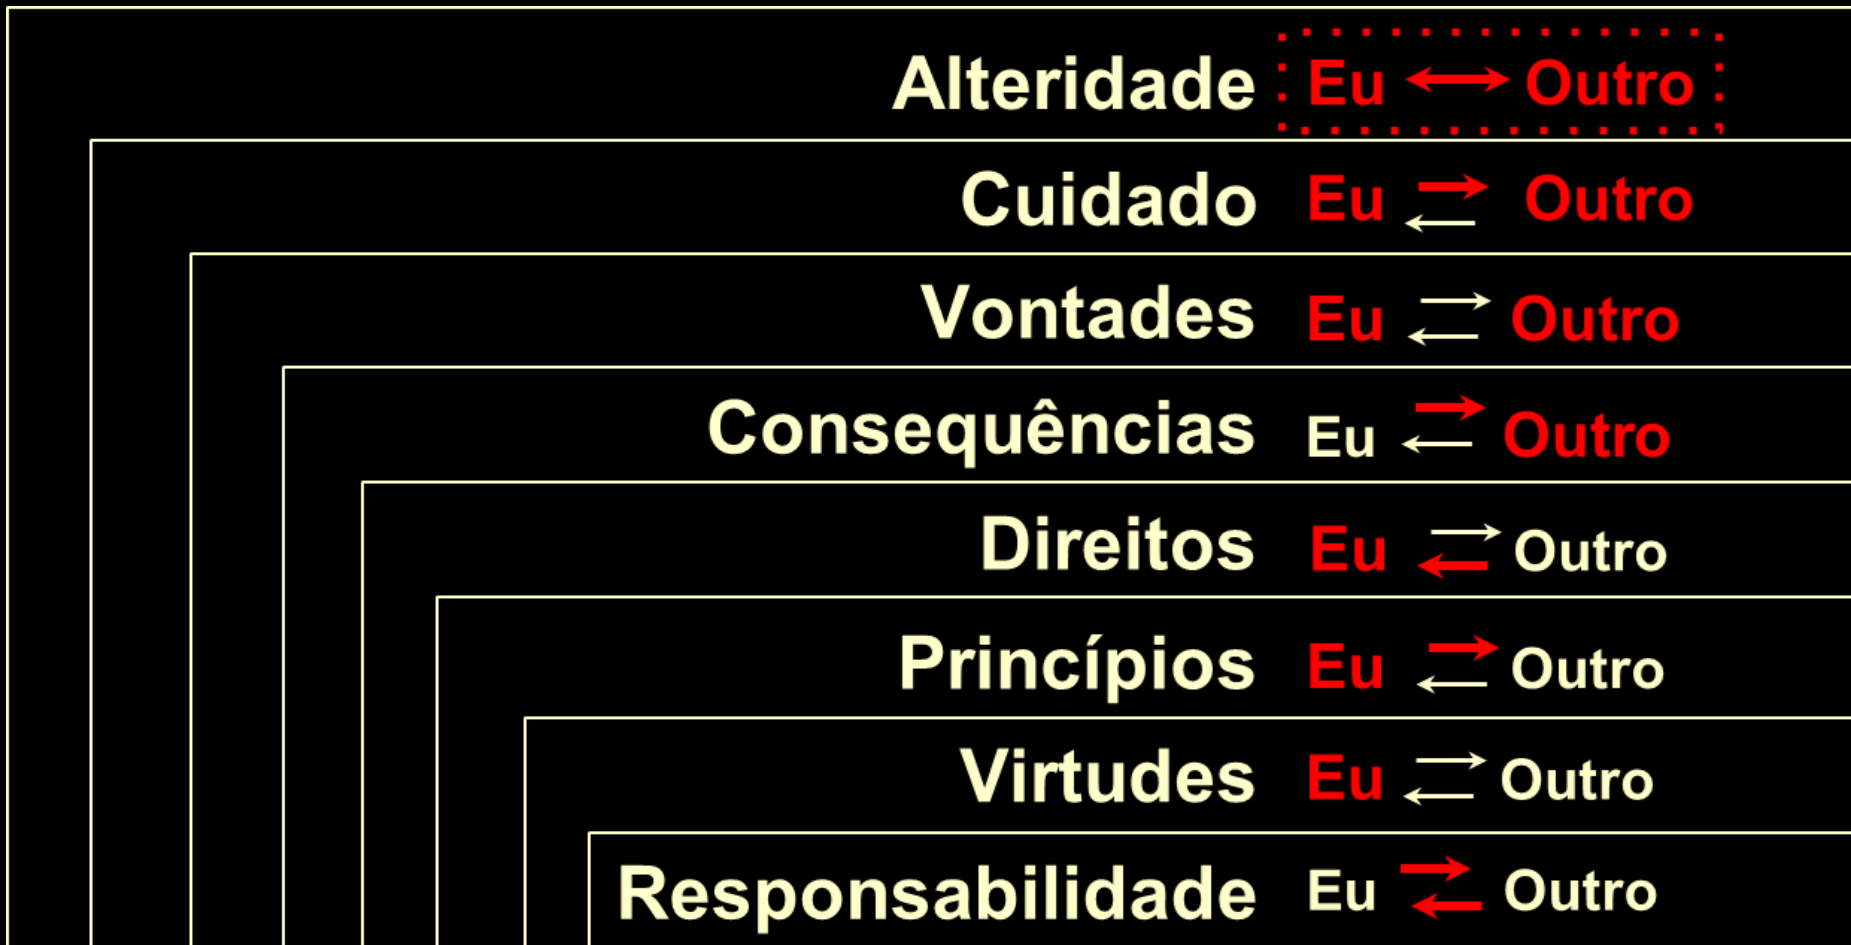 Alteridade Eu Outro
Cuidado Eu Outro
Vontades Eu Outro
Consequências Eu Outro
Direitos Eu Outro
Princípios Eu Outro
Virtudes Eu Outro
Responsabilidade Eu Outro